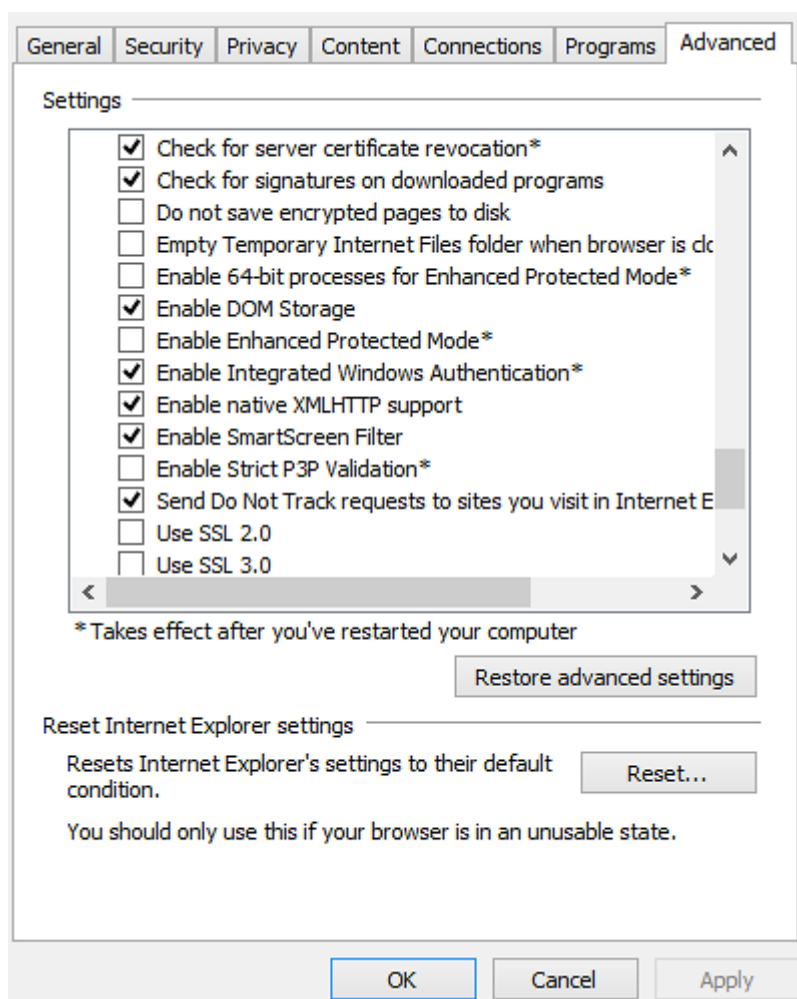 General Security Privacy Content Connections Programs Advanced
Settings
Check for server certificate revocation*
Check for signatures on downloaded programs
Do not save encrypted pages to disk
Empty Temporary Internet Files folder when browser is clo
Enable 64-bit processes for Enhanced Protected Mode*
Enable DOM Storage
Enable Enhanced Protected Mode*
Enable Integrated Windows Authentication*
Enable native XMLHTTP support
Enable SmartScreen Filter
Enable Strict P3P Validation*
Send Do Not Track requests to sites you visit in Internet E
Use SSL 2.0
Use SSL 3.0
* Takes effect after you've restarted your computer
Restore advanced settings
Reset Internet Explorer settings
Resets Internet Explorer's settings to their default
condition.
Reset...
You should only use this if your browser is in an unusable state.
OK Cancel Apply